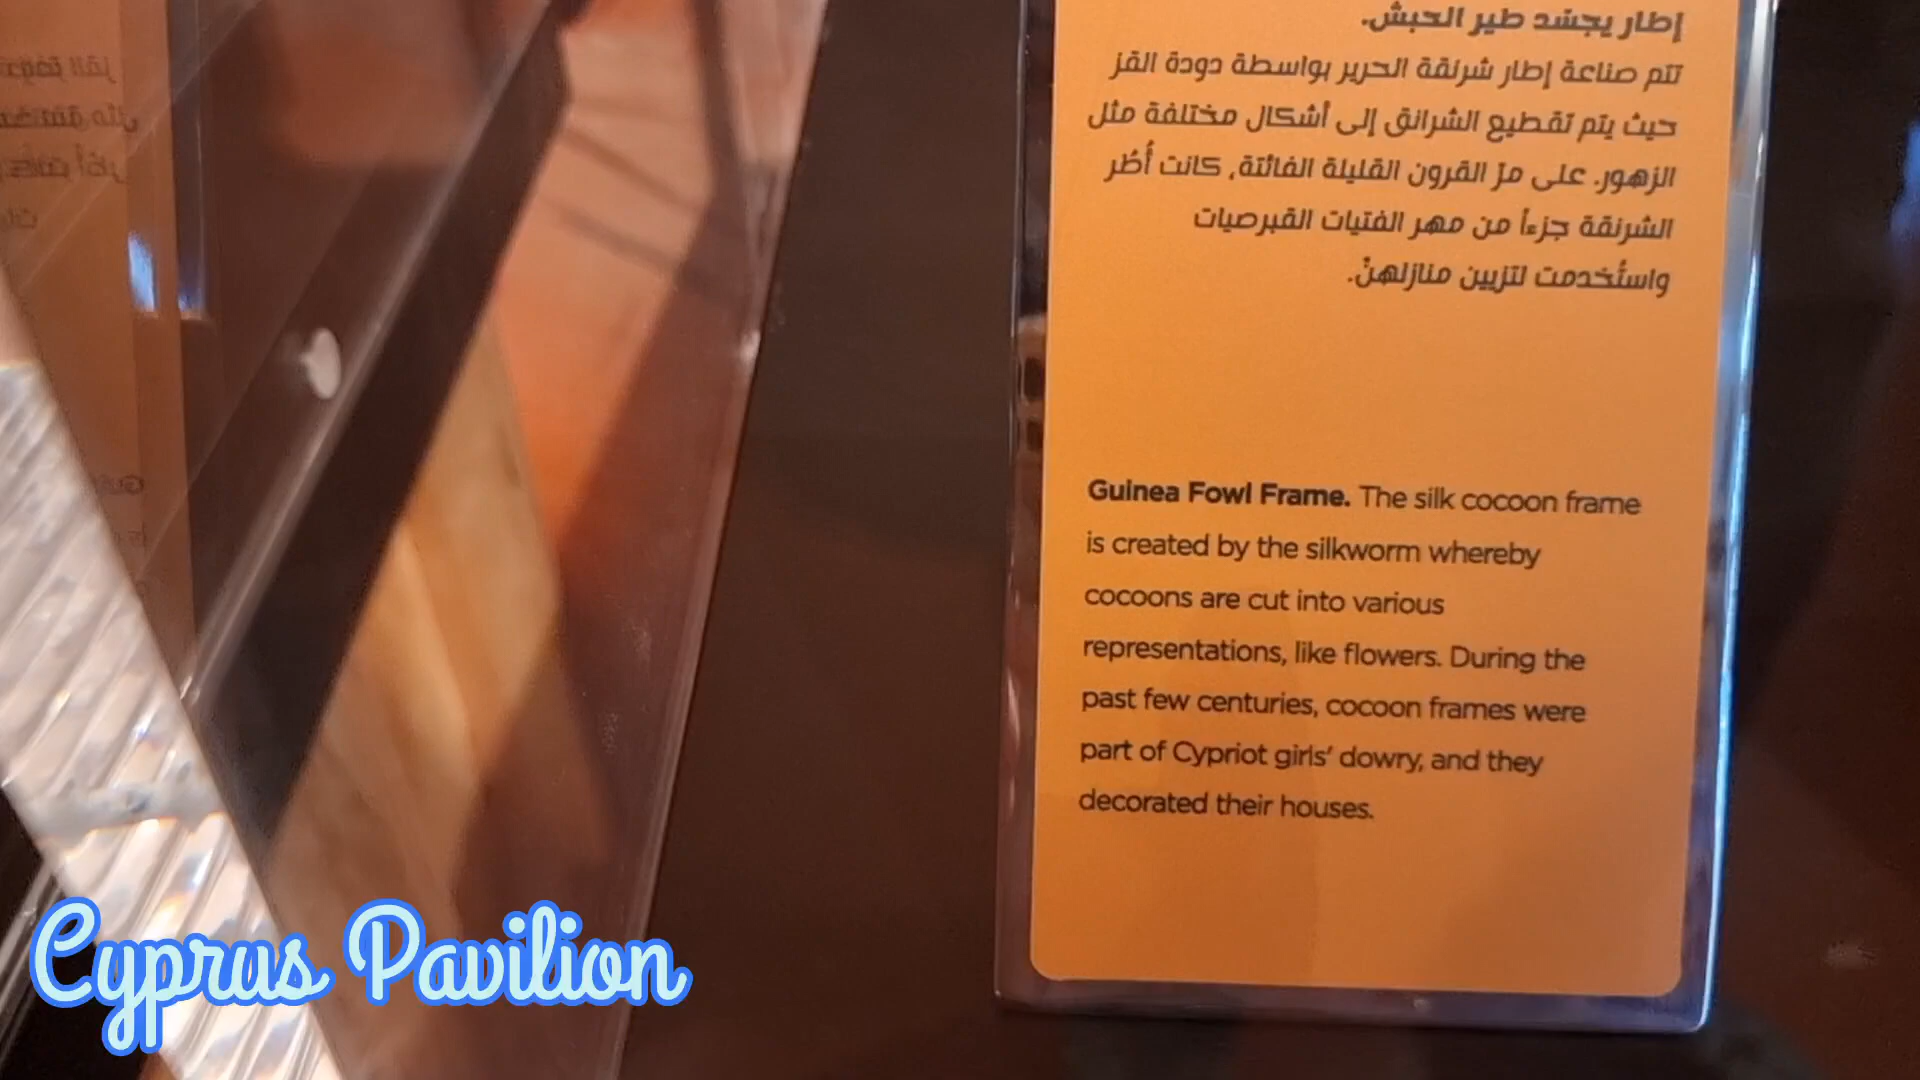 إطار يجسّد طير الحبش.
تتم صناعة إطار شرنقة الحرير بواسطة دودة القز
حيث يتم تقطيع الشرانق إلى أشكال مختلفة مثل
الزهور. على مرّ القرون القليلة الفائتة، كانت أُطُر
الشرنقة جزءاً من مهر الفتيات القبرصيات
واستُخدمت لتزيين منازلهنّ.
Guinea Fowl Frame. The silk cocoon frame
is created by the silkworm whereby
cocoons are cut into various
representations, like flowers. During the
past few centuries, cocoon frames were
part of Cypriot girls' dowry, and they
decorated their houses.
Cyprus Pavilion